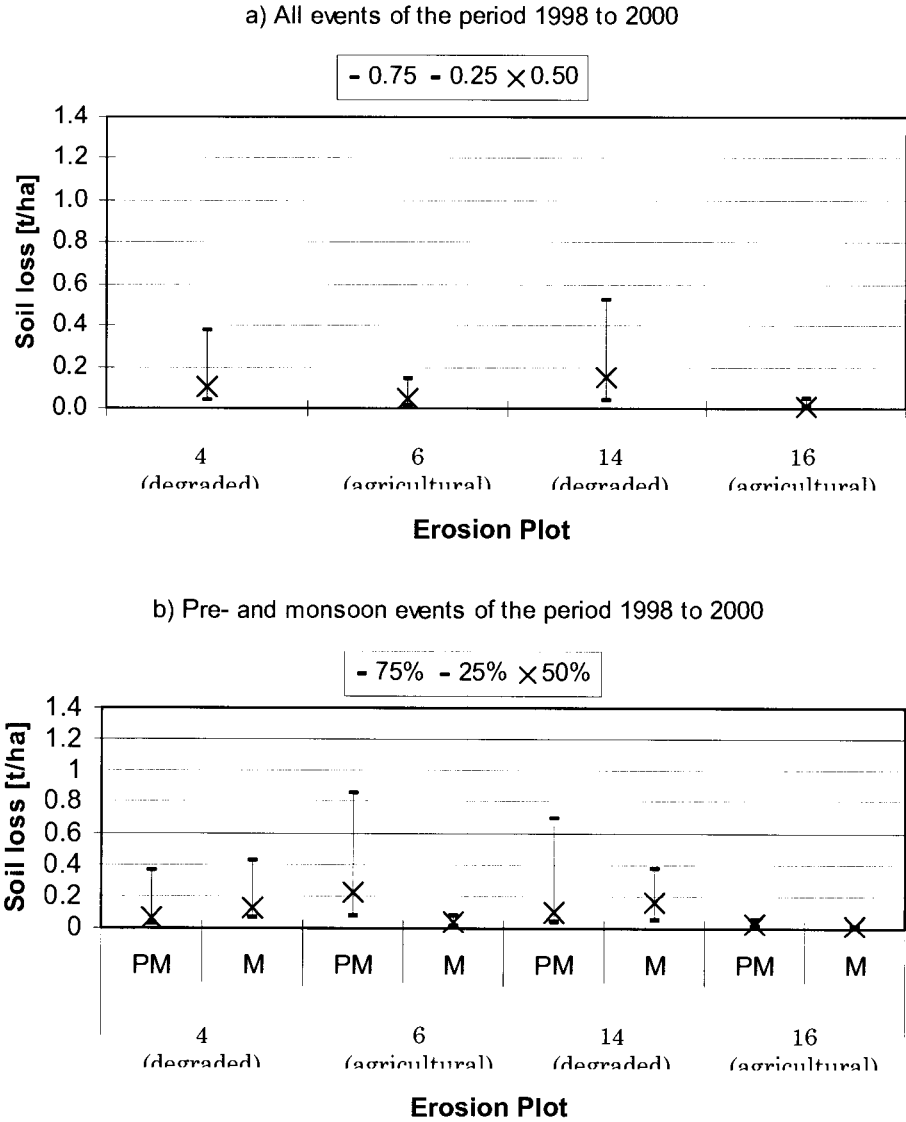 a) All events of the period 1998 to 2000
- 0.75 - 0.25 × 0.50
1.4
1.2
1.0
0.8
0.6
0.4
0.2
0.0
Soil loss [t/ha]
4 6 14 16
(degraded) (agricultural) (degraded) (agricultural)
Erosion Plot
b) Pre- and monsoon events of the period 1998 to 2000
- 75% - 25% × 50%
1.4
1.2
1
0.8
0.6
0.4
0.2
0
Soil loss [t/ha]
PM M PM M PM M PM M
4 6 14 16
(degraded) (agricultural) (degraded) (agricultural)
Erosion Plot